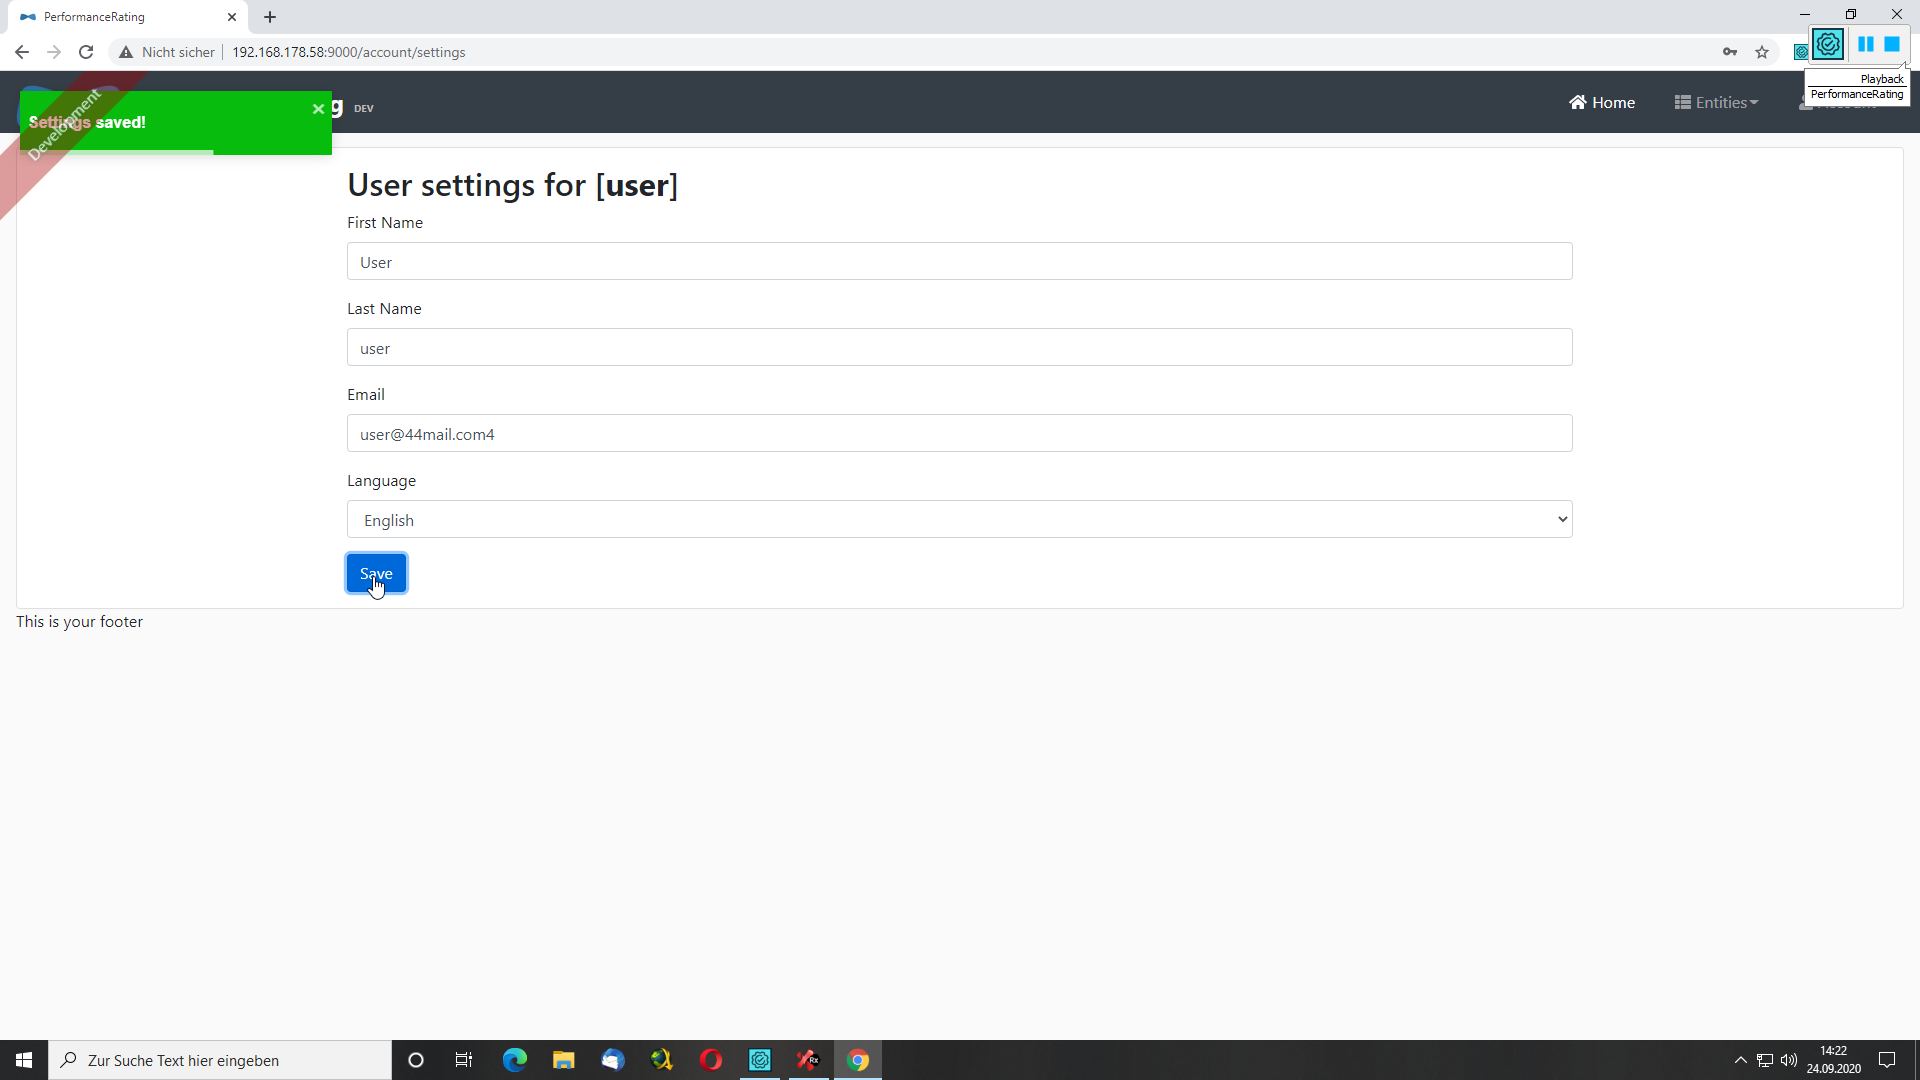 PerformanceRating
Nicht sicher
192.168.178.58:9000/account/settings
Playback
PerformanceRating
DEV
Home
Entities
Development
Settings saved!
User settings for [user]
First Name
User
Last Name
user
Email
user@44mail.com4
Language
English
Save
This is your footer
Zur Suche Text hier eingeben
14:22
24.09.2020